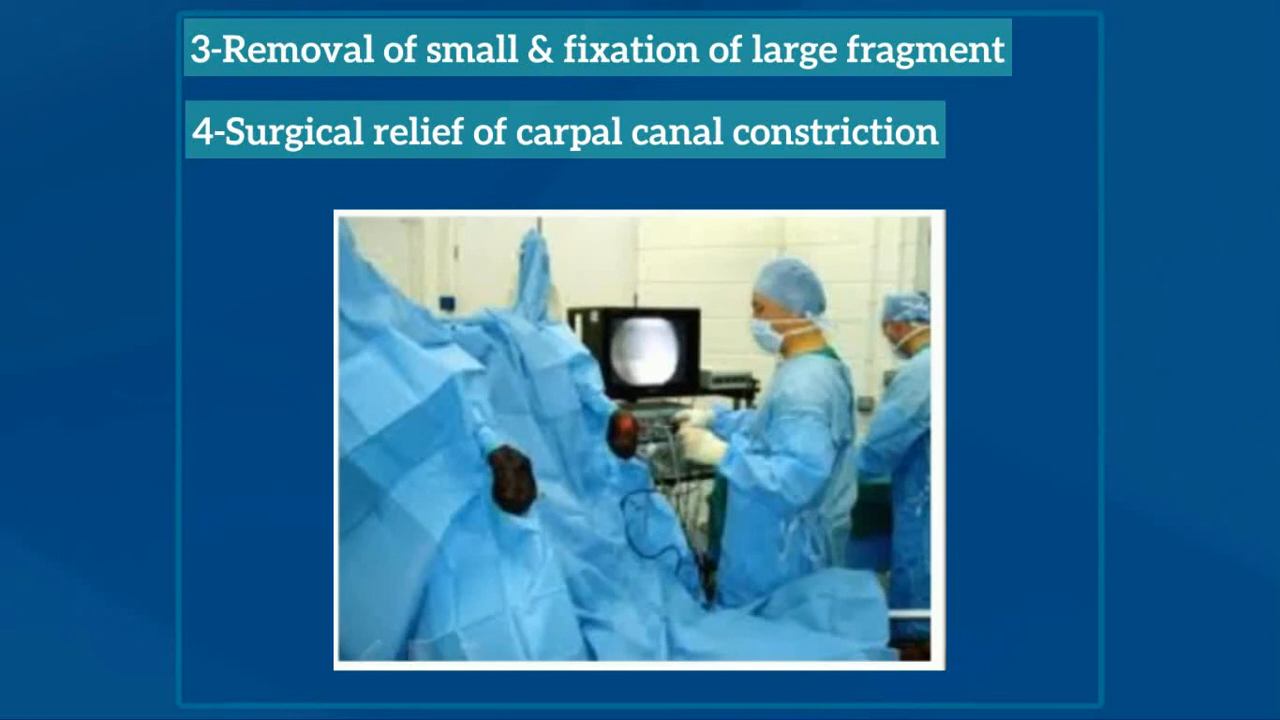 3-Removal of small & fixation of large fragment
4-Surgical relief of carpal canal constriction